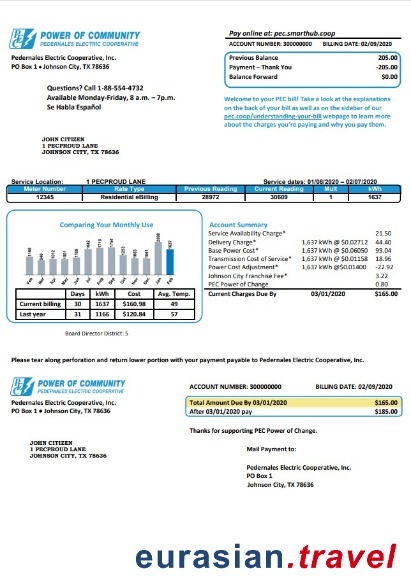 POWER OF COMMUNITY
PEDERNALES ELECTRIC COOPERATIVE
Pedernales Electric Cooperative, Inc.
PO Box 1 • Johnson City, TX 78636
Pay online at: pec.smarthub.coop
ACCOUNT NUMBER: 300000000 BILLING DATE: 02/09/2020
Previous Balance 205.00
Payment – Thank You -205.00
Balance Forward $0.00
Questions? Call 1-88-554-4732
Available Monday-Friday, 8 a.m. – 7p.m.
Se Habla Español
Welcome to your PEC bill! Take a look at the explanations
on the back of your bill as well as on the sidebar of our
pec.coop/understanding-your-bill webpage to learn more
about the charges you're paying and why you pay them.
JOHN CITIZEN
1 PECPROUD LANE
JOHNSON CITY, TX 78636
Service Location: 1 PECPROUD LANE Service dates: 01/08/2020 – 02/07/2020
Meter Number Rate Type Previous Reading Current Reading Mult kWh
12345 Residential eBilling 28972 30609 1 1637
Comparing Your Monthly Use
Days kWh Cost Avg. Temp.
Current billing 30 1637 $160.98 49
Last year 31 1166 $120.84 57
Account Summary
Service Availability Charge* 21.50
Delivery Charge* 1,637 kWh @ $0.02712 44.40
Base Power Cost* 1,637 kWh @ $0.06050 99.04
Transmission Cost of Service* 1,637 kWh @ $0.01158 18.96
Power Cost Adjustment* 1,637 kWh @ $0.01400 -22.92
Johnson City Franchise Fee* 3.22
PEC Power of Change 0.80
Current Charges Due By 03/01/2020 $165.00
Board Director District: 5
Please tear along perforation and return lower portion with your payment payable to Pedernales Electric Cooperative, Inc.
POWER OF COMMUNITY
PEDERNALES ELECTRIC COOPERATIVE
Pedernales Electric Cooperative, Inc.
PO Box 1 • Johnson City, TX 78636
ACCOUNT NUMBER: 300000000 BILLING DATE: 02/09/2020
Total Amount Due By 03/01/2020 $165.00
After 03/01/2020 pay $185.00
Thanks for supporting PEC Power of Change.
JOHN CITIZEN
1 PECPROUD LANE
JOHNSON CITY, TX 78636
Mail Payment to:
Pedernales Electric Cooperative, Inc.
PO Box 1
Johnson City, TX 78636
eurasian.travel